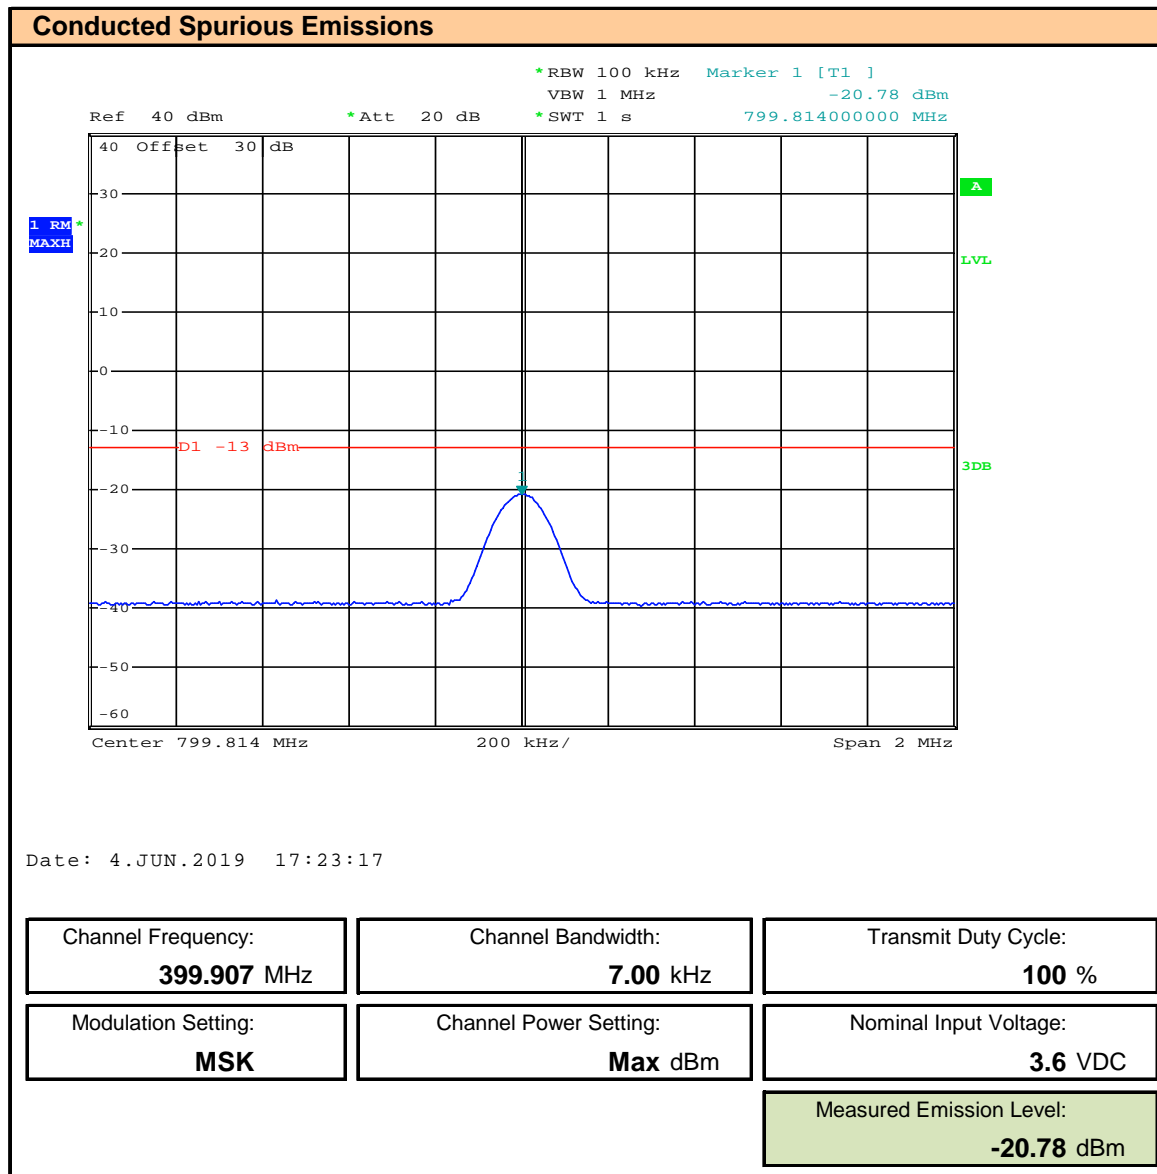 Conducted Spurious Emissions
*RBW 100 kHz Marker 1 [T1 ]
VBW 1 MHz -20.78 dBm
Ref 40 dBm *Att 20 dB *SWT 1 s 799.814000000 MHz
40 Offset 30 dB
30
A
1 RM *
MAXH
20
LVL
10
0
-10
D1 -13 dBm
3DB
1
-20
-30
-40
-50
-60
Center 799.814 MHz 200 kHz/ Span 2 MHz
Date: 4.JUN.2019 17:23:17
Channel Frequency: Channel Bandwidth: Transmit Duty Cycle:
399.907 MHz 7.00 kHz 100 %
Modulation Setting: Channel Power Setting: Nominal Input Voltage:
MSK Max dBm 3.6 VDC
Measured Emission Level:
-20.78 dBm